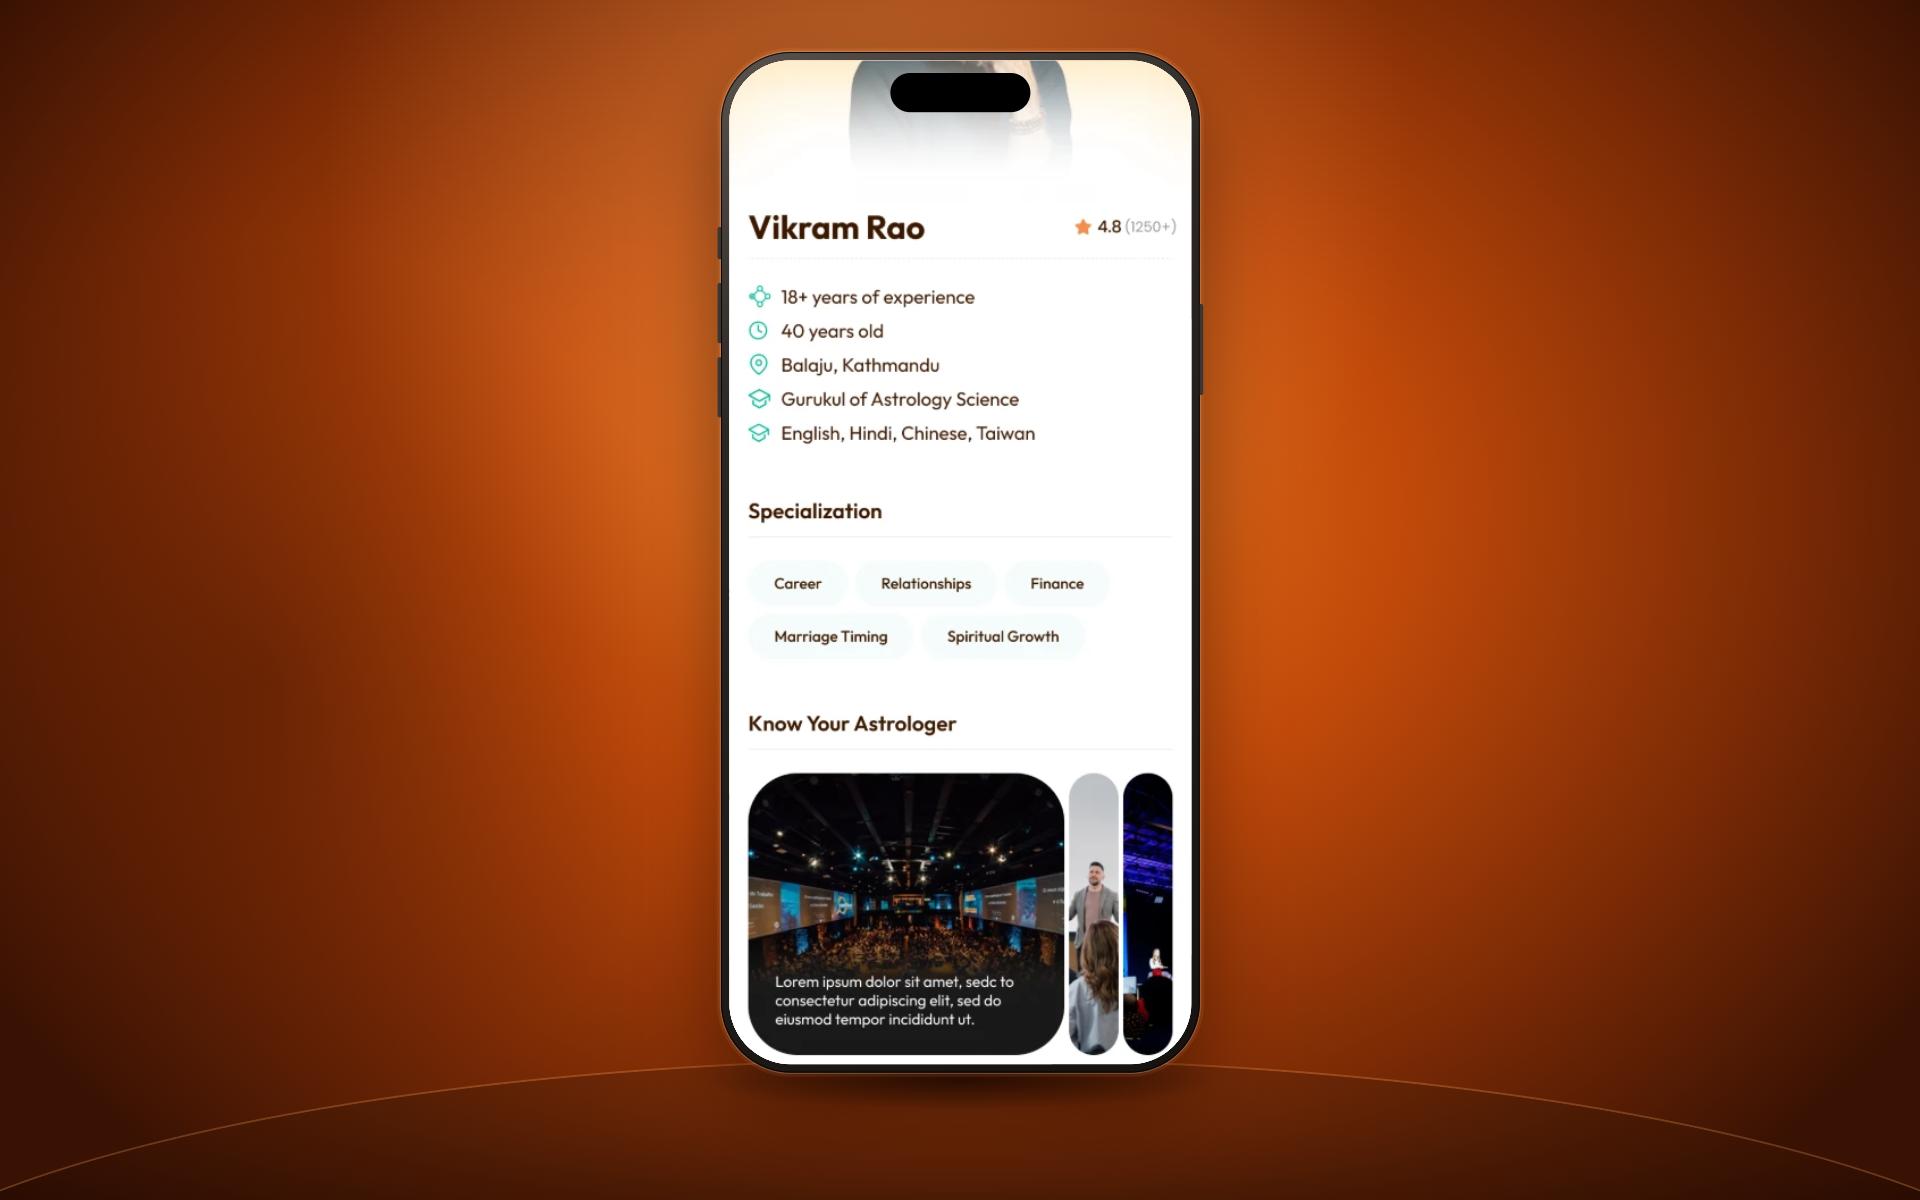 Vikram Rao
4.8 (1250+)
18+ years of experience
40 years old
Balaju, Kathmandu
Gurukul of Astrology Science
English, Hindi, Chinese, Taiwan
Specialization
Career
Relationships
Finance
Marriage Timing
Spiritual Growth
Know Your Astrologer
Lorem ipsum dolor sit amet, sedc to
consectetur adipiscing elit, sed do
eiusmod tempor incididunt ut.